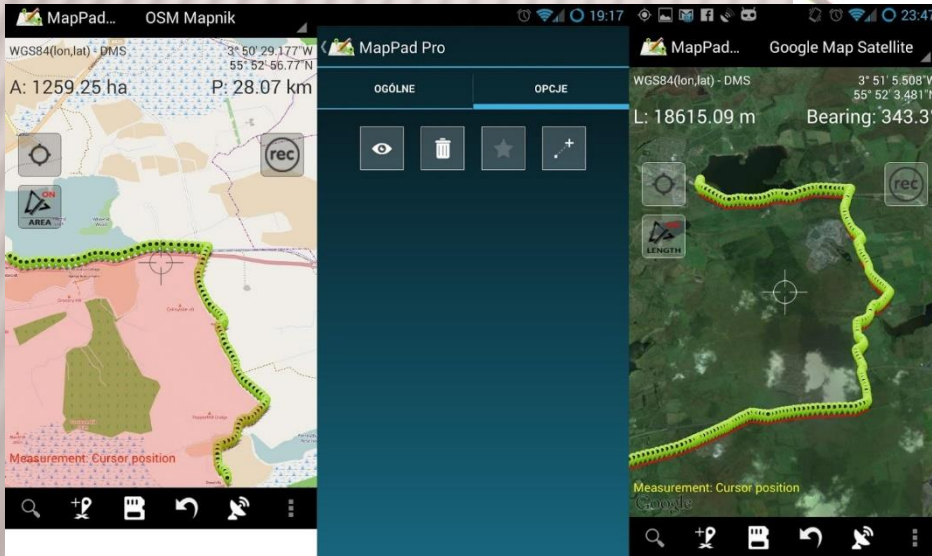 MapPad...
OSM Mapnik
WGS84(lon,lat) - DMS
3° 50' 29.177"W
55° 52' 56.77"N
A: 1259.25 ha
P: 28.07 km
rec
ON
AREA
Measurement: Cursor position
19:17
MapPad Pro
OGÓLNE
OPCJE
23:47
MapPad...
Google Map Satellite
WGS84(lon,lat) - DMS
3° 51' 5.508"W
55° 52' 3.481"N
L: 18615.09 m
Bearing: 343.3°
rec
LENGTH
Measurement: Cursor position
Google